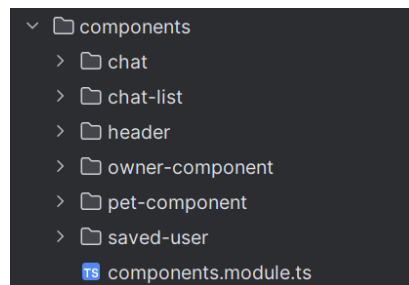 components
chat
chat-list
header
owner-component
pet-component
saved-user
TS components.module.ts